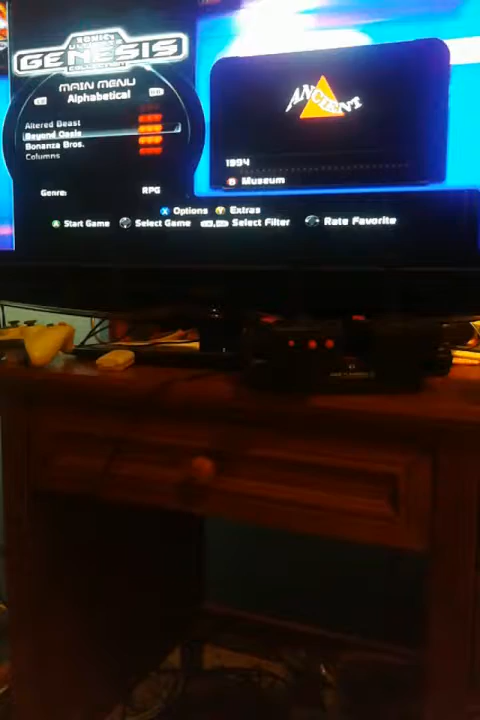 SONIC'S
ULTIMATE
GENESIS
COLLECTION
MAIN MENU
Alphabetical
Altered Beast
Beyond Oasis
Bonanza Bros.
Columns
Genre: RPG
ANCIENT
1994
B Museum
X Options Y Extras
A Start Game Select Game Select Filter Rate Favorite